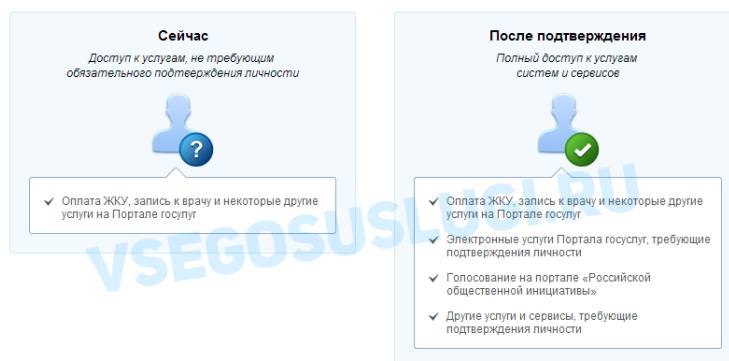 Сейчас
Доступ к услугам, не требующим
обязательного подтверждения личности
?
Оплата ЖКУ, запись к врачу и некоторые другие
услуги на Портале госулуг
После подтверждения
Полный доступ к услугам
систем и сервисов
Оплата ЖКУ, запись к врачу и некоторые другие
услуги на Портале госулуг
Электронные услуги Портала госуслуг, требующие
подтверждения личности
Голосование на портале «Российской
общественной инициативы»
Другие услуги и сервисы, требующие
подтверждения личности
VSEGOSUSLUGI.RU